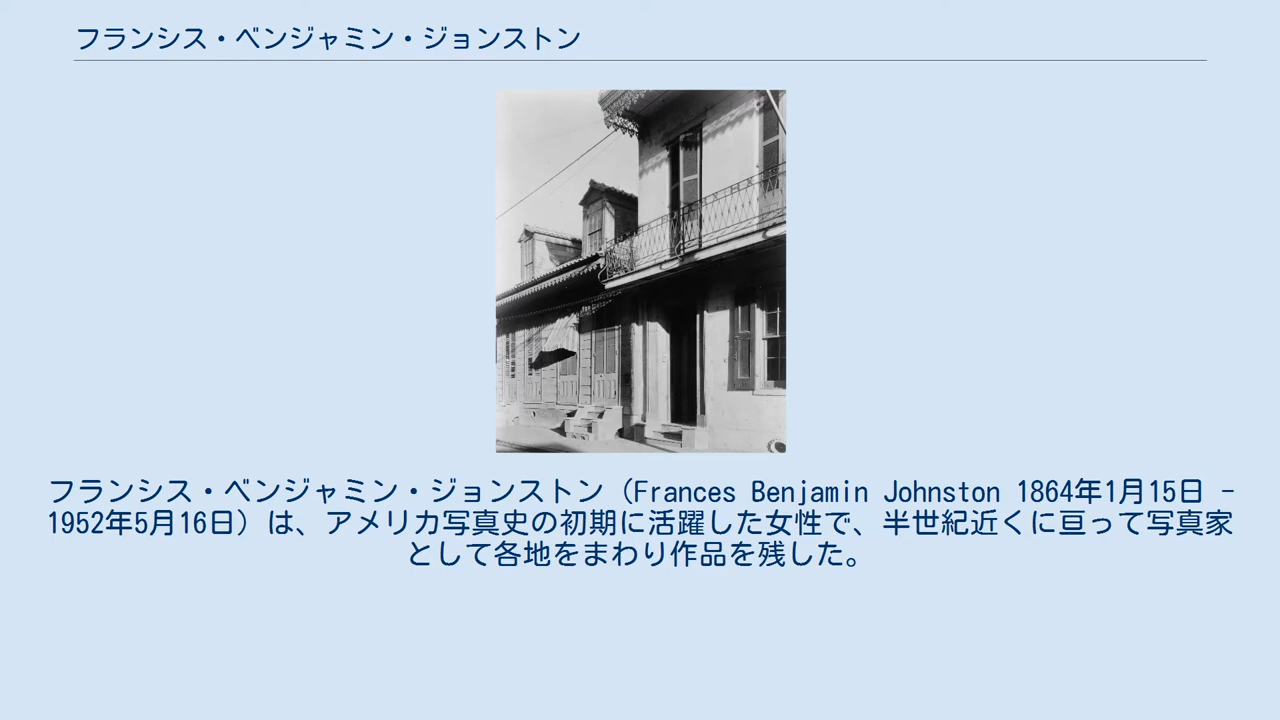 フランシス・ベンジャミン・ジョンストン
フランシス・ベンジャミン・ジョンストン（Frances Benjamin Johnston 1864年1月15日 -
1952年5月16日）は、アメリカ写真史の初期に活躍した女性で、半世紀近くに亘って写真家
として各地をまわり作品を残した。